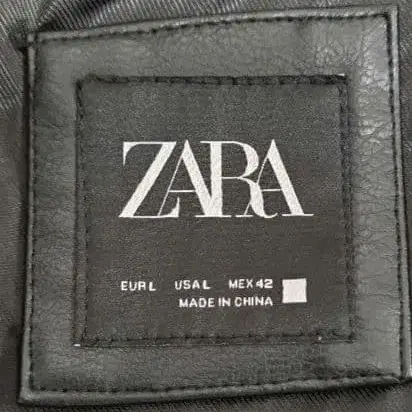 ZARA
EUR L USA L MEX 42
MADE IN CHINA